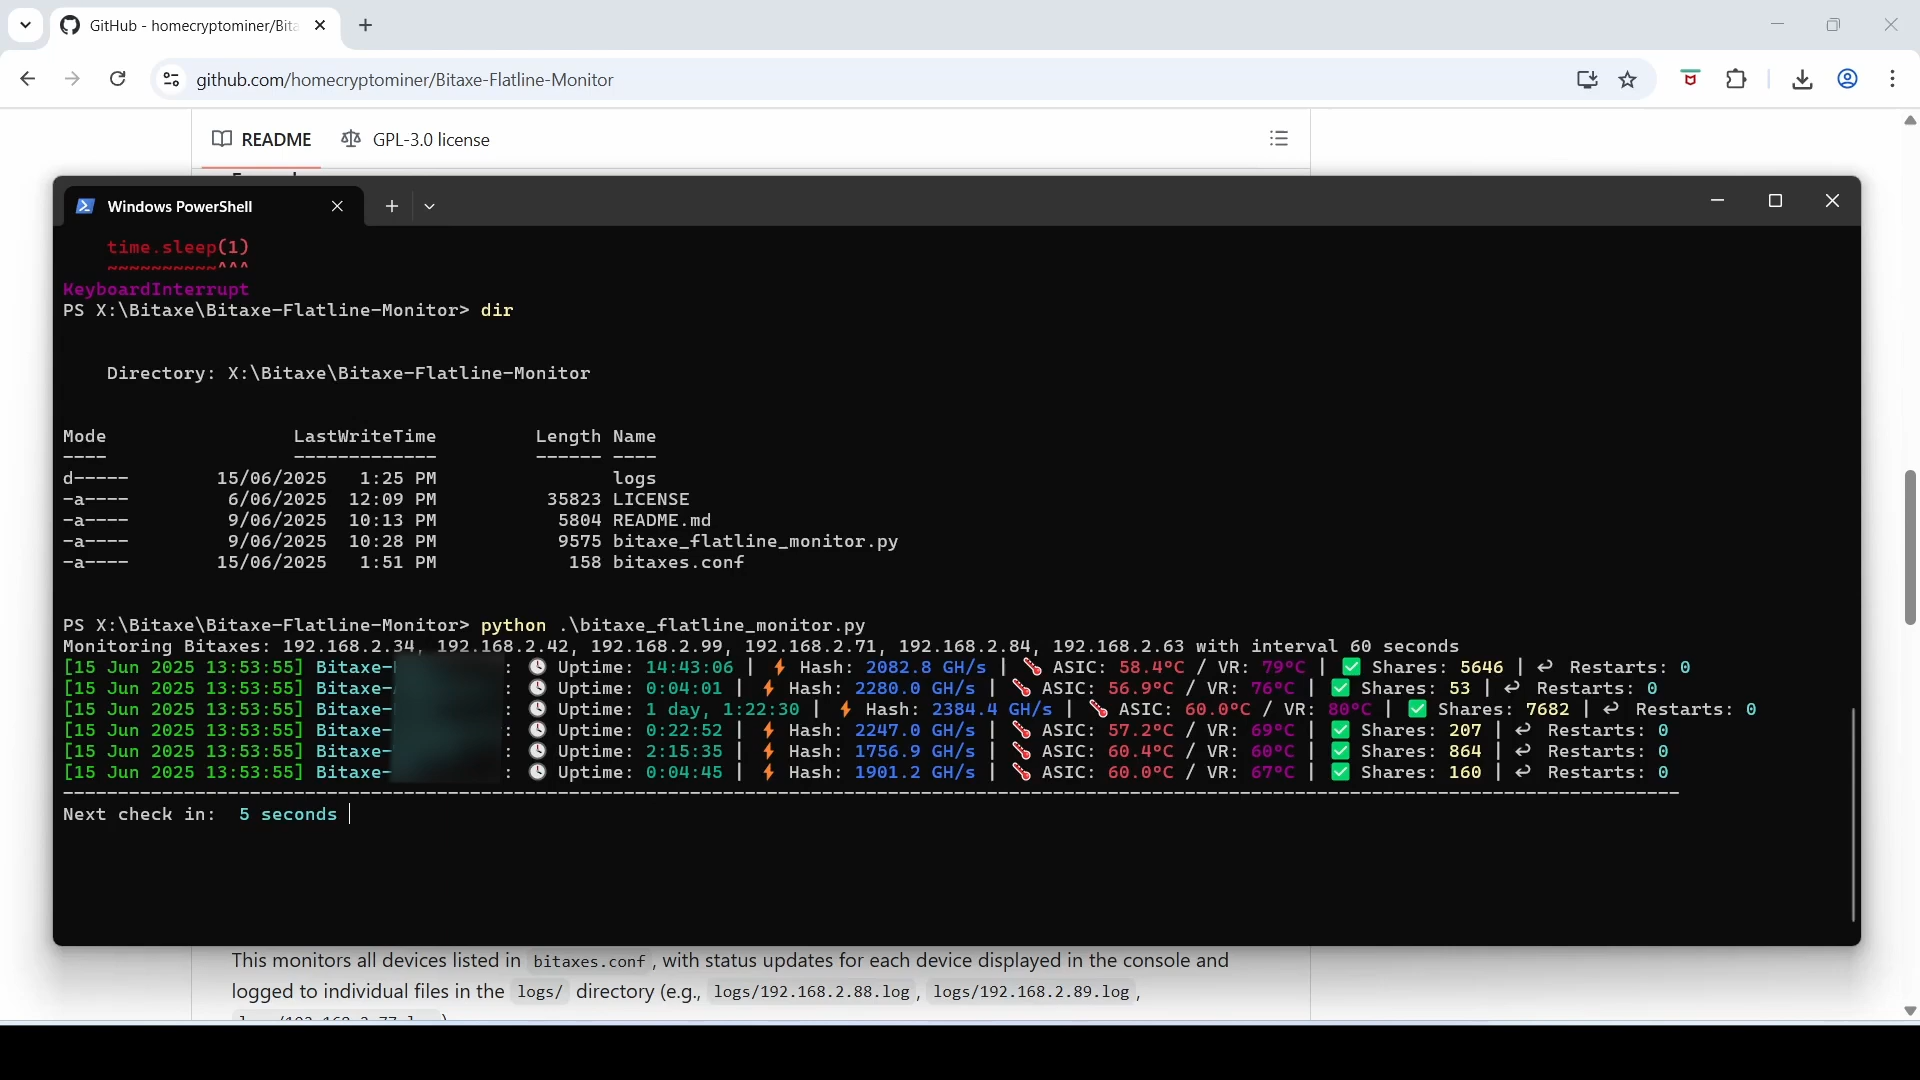 GitHub - homecryptominer/Bita
github.com/homecryptominer/Bitaxe-Flatline-Monitor
README GPL-3.0 license
Windows PowerShell
time.sleep(1)
~~~~~~~~~~^^^
KeyboardInterrupt
PS X:\Bitaxe\Bitaxe-Flatline-Monitor> dir
Directory: X:\Bitaxe\Bitaxe-Flatline-Monitor
Mode LastWriteTime Length Name
---- ------------- ------ ----
d----- 15/06/2025 1:25 PM logs
-a---- 6/06/2025 12:09 PM 35823 LICENSE
-a---- 9/06/2025 10:13 PM 5804 README.md
-a---- 9/06/2025 10:28 PM 9575 bitaxe_flatline_monitor.py
-a---- 15/06/2025 1:51 PM 158 bitaxes.conf
PS X:\Bitaxe\Bitaxe-Flatline-Monitor> python .\bitaxe_flatline_monitor.py
Monitoring Bitaxes: 192.168.2.34, 192.168.2.42, 192.168.2.99, 192.168.2.71, 192.168.2.84, 192.168.2.63 with interval 60 seconds
[15 Jun 2025 13:53:55] Bitaxe- : 🕓 Uptime: 14:43:06 | ⚡ Hash: 2082.8 GH/s | 🌡 ASIC: 58.4°C / VR: 79°C | ✅ Shares: 5646 | ↩ Restarts: 0
[15 Jun 2025 13:53:55] Bitaxe- : 🕓 Uptime: 0:04:01 | ⚡ Hash: 2280.0 GH/s | 🌡 ASIC: 56.9°C / VR: 76°C | ✅ Shares: 53 | ↩ Restarts: 0
[15 Jun 2025 13:53:55] Bitaxe- : 🕓 Uptime: 1 day, 1:22:30 | ⚡ Hash: 2384.4 GH/s | 🌡 ASIC: 60.0°C / VR: 80°C | ✅ Shares: 7682 | ↩ Restarts: 0
[15 Jun 2025 13:53:55] Bitaxe- : 🕓 Uptime: 0:22:52 | ⚡ Hash: 2247.0 GH/s | 🌡 ASIC: 57.2°C / VR: 69°C | ✅ Shares: 207 | ↩ Restarts: 0
[15 Jun 2025 13:53:55] Bitaxe- : 🕓 Uptime: 2:15:35 | ⚡ Hash: 1756.9 GH/s | 🌡 ASIC: 60.4°C / VR: 60°C | ✅ Shares: 864 | ↩ Restarts: 0
[15 Jun 2025 13:53:55] Bitaxe- : 🕓 Uptime: 0:04:45 | ⚡ Hash: 1901.2 GH/s | 🌡 ASIC: 60.0°C / VR: 67°C | ✅ Shares: 160 | ↩ Restarts: 0
Next check in: 5 seconds
This monitors all devices listed in bitaxes.conf, with status updates for each device displayed in the console and
logged to individual files in the logs/ directory (e.g., logs/192.168.2.88.log, logs/192.168.2.89.log,